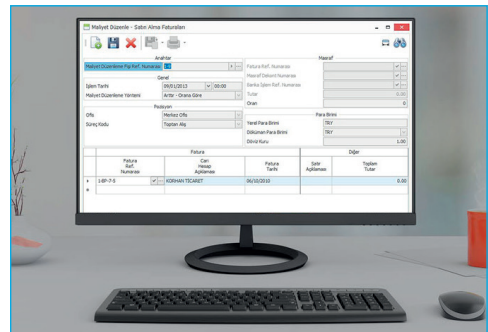 Maliyet Düzenle - Satın Alma Faturaları
Anahtar
Maliyet Düzenleme Fişi Ref. Numarası
Genel
İşlem Tarihi 09/01/2013 00:00
Maliyet Düzenleme Yöntemi Arttır - Orana Göre
Pozisyon
Ofis Merkez Ofis
Süreç Kodu Toptan Alış
Masraf
Fatura Ref. Numarası
Masraf Dekont Numarası
Banka İşlem Ref. Numarası
Tutar 0.00
Oran 0
Para Birimi
Yerel Para Birimi TRY
Döküman Para Birimi TRY
Döviz Kuru 1.00
Fatura Diğer
Fatura Ref. Numarası
Cari Hesap Açıklaması
Fatura Tarihi
Satır Açıklaması
Toplam Tutar
1-BP-7-5 KORHAN TİCARET 06/10/2010 0.00